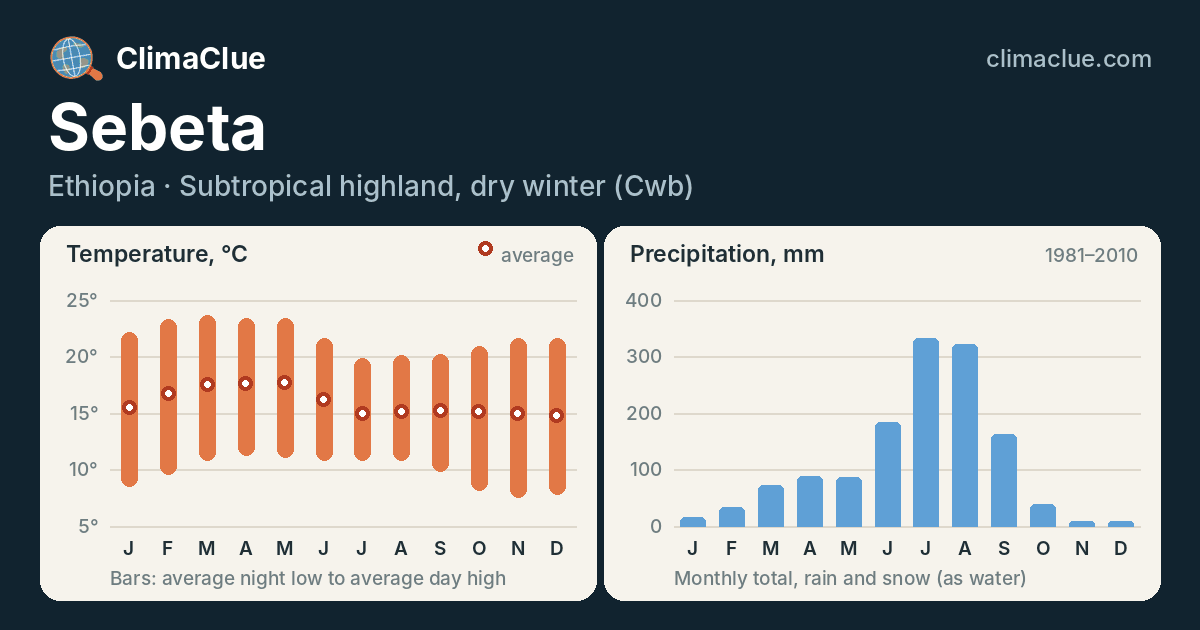 ClimaClue
climaclue.com
Sebeta
Ethiopia · Subtropical highland, dry winter (Cwb)
Temperature, °C
average
25°
20°
15°
10°
5°
J F M A M J J A S O N D
Bars: average night low to average day high
Precipitation, mm
1981–2010
400
300
200
100
0
J F M A M J J A S O N D
Monthly total, rain and snow (as water)